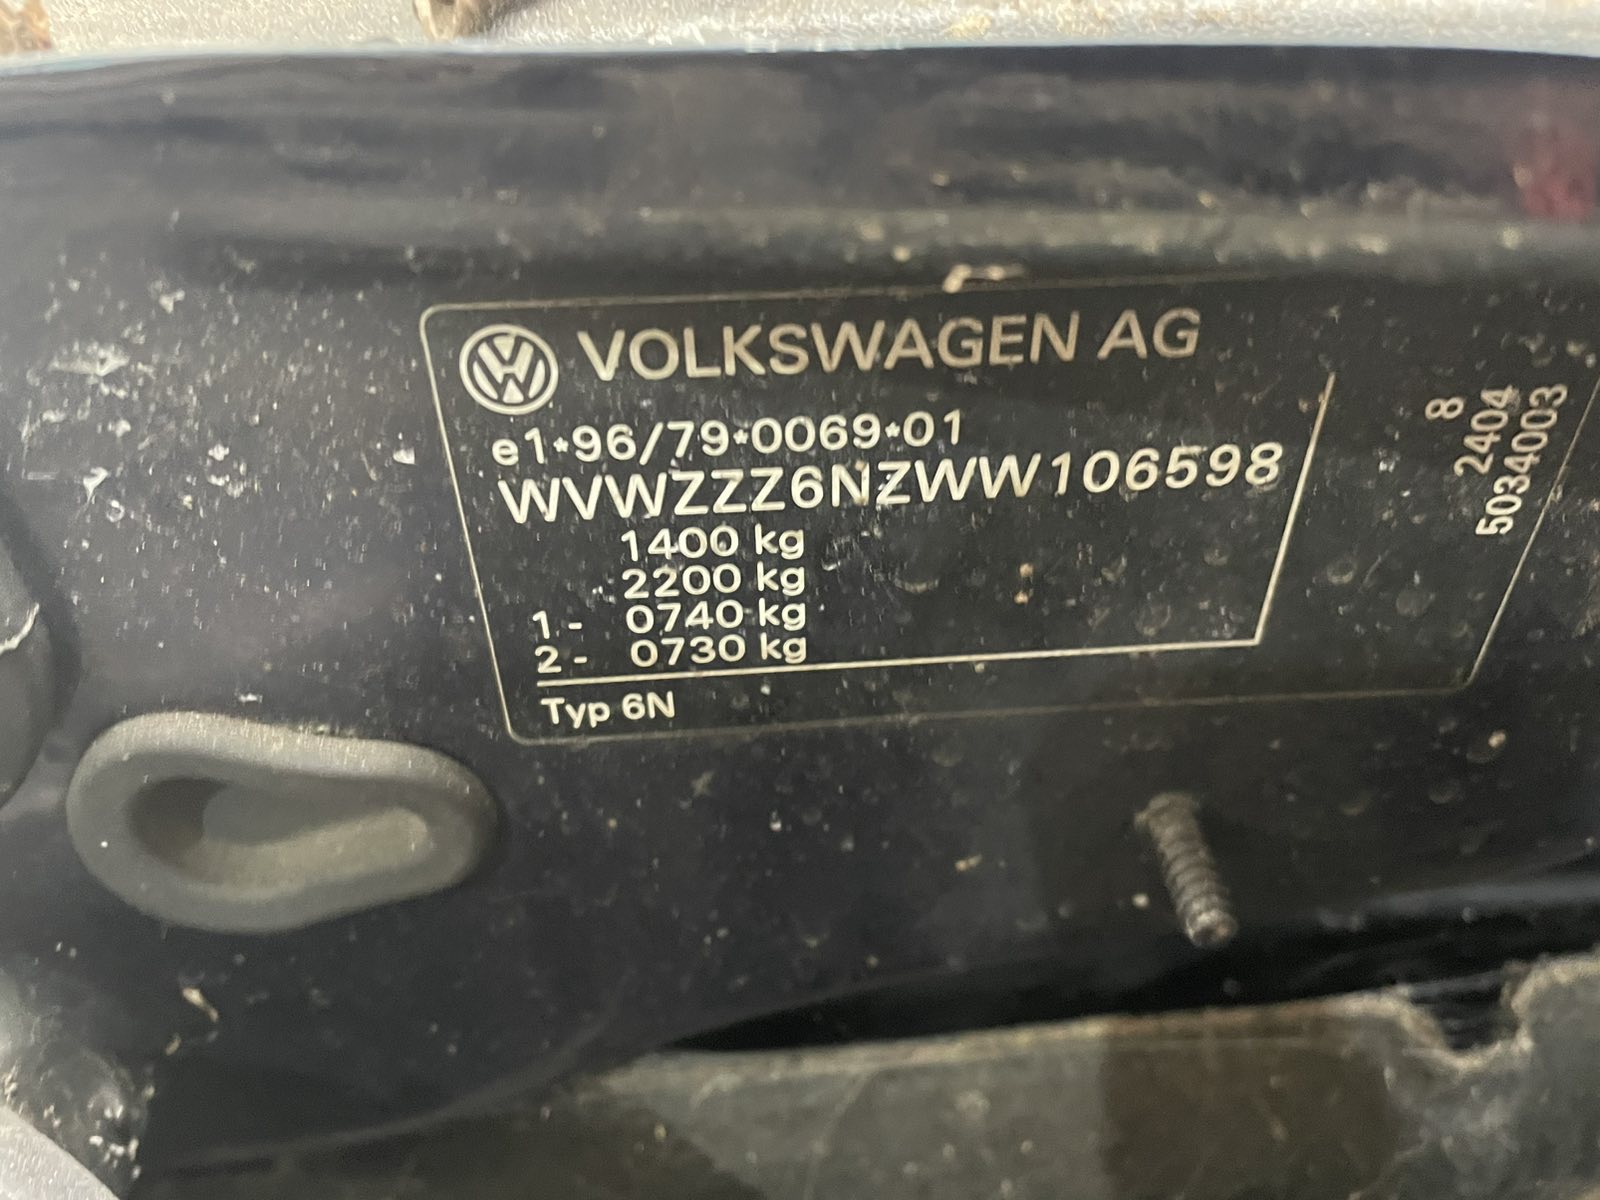 VOLKSWAGEN AG
e1*96/79*0069*01
WVWZZZ6NZWW106598
1400 kg
2200 kg
1- 0740 kg
2- 0730 kg
Typ 6N
8
2404
5034003